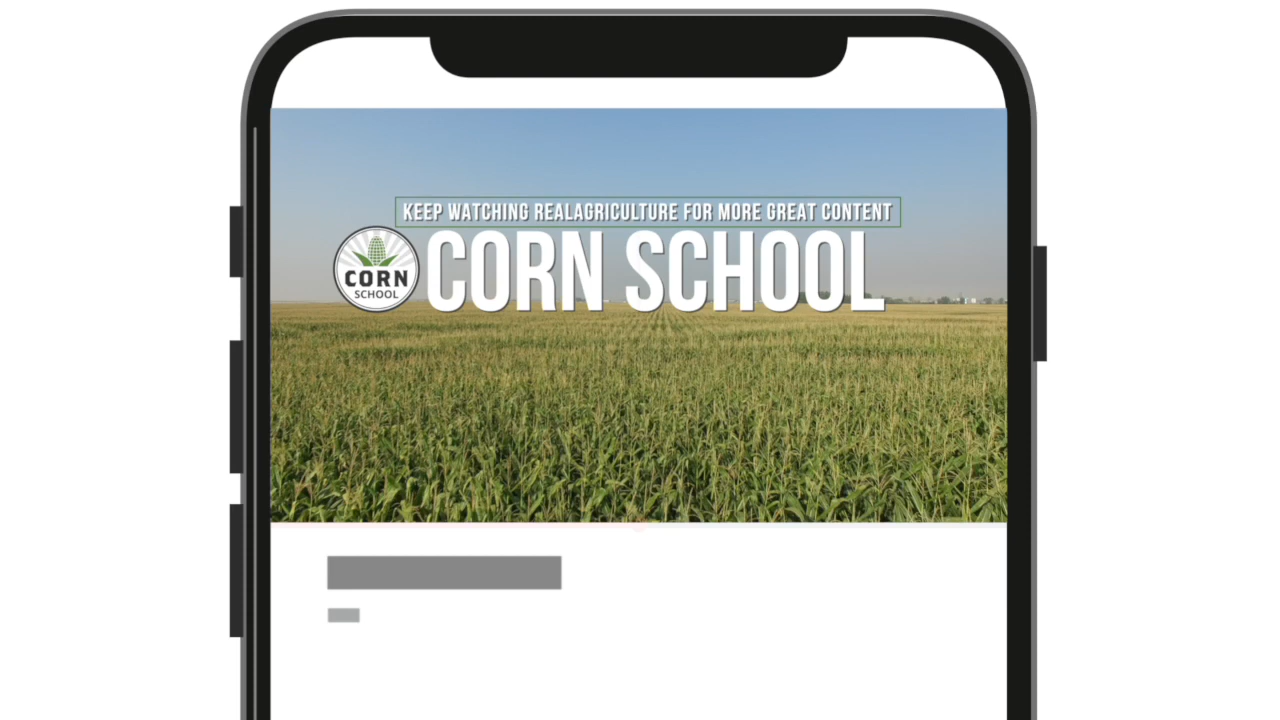 KEEP WATCHING REALAGRICULTURE FOR MORE GREAT CONTENT
CORN SCHOOL
CORN
SCHOOL